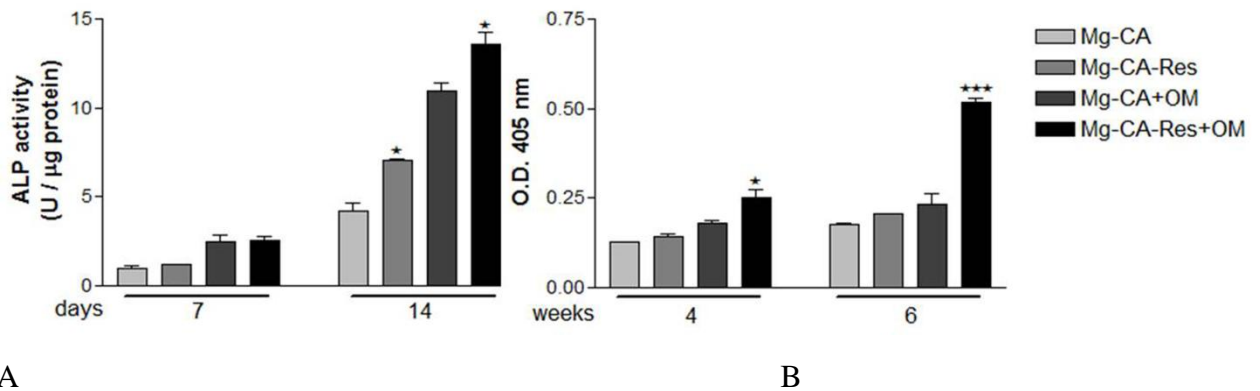 15
10
5
0
ALP activity
(U / µg protein)
★
★
days
7
14
0.75
0.50
0.25
0.00
O.D. 405 nm
★
★★★
weeks
4
6
Mg-CA
Mg-CA-Res
Mg-CA+OM
Mg-CA-Res+OM
A
B